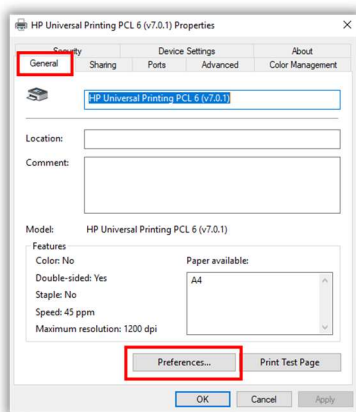 HP Universal Printing PCL 6 (v7.0.1) Properties
Security Device Settings About
General Sharing Ports Advanced Color Management
HP Universal Printing PCL 6 (v7.0.1)
Location:
Comment:
Model: HP Universal Printing PCL 6 (v7.0.1)
Features
Color: No Paper available:
Double-sided: Yes A4
Staple: No
Speed: 45 ppm
Maximum resolution: 1200 dpi
Preferences... Print Test Page
OK Cancel Apply